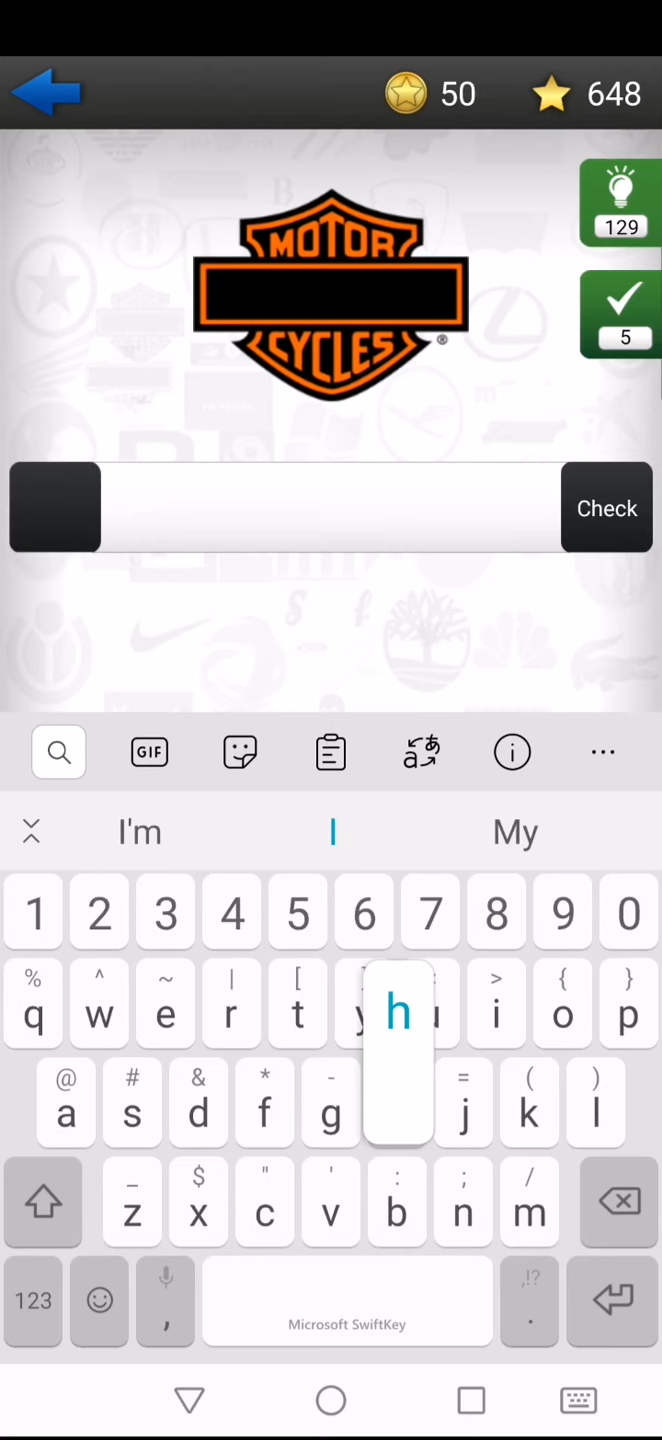 50 648
129
MOTOR
CYCLES®
5
Check
GIF
I'm I My
1 2 3 4 5 6 7 8 9 0
% ^ ~ | [ > { }
q w e r t y h u i o p
@ # & * - = ( )
a s d f g j k l
_ $ " ' : ; /
z x c v b n m
123 , Microsoft SwiftKey ,!? .